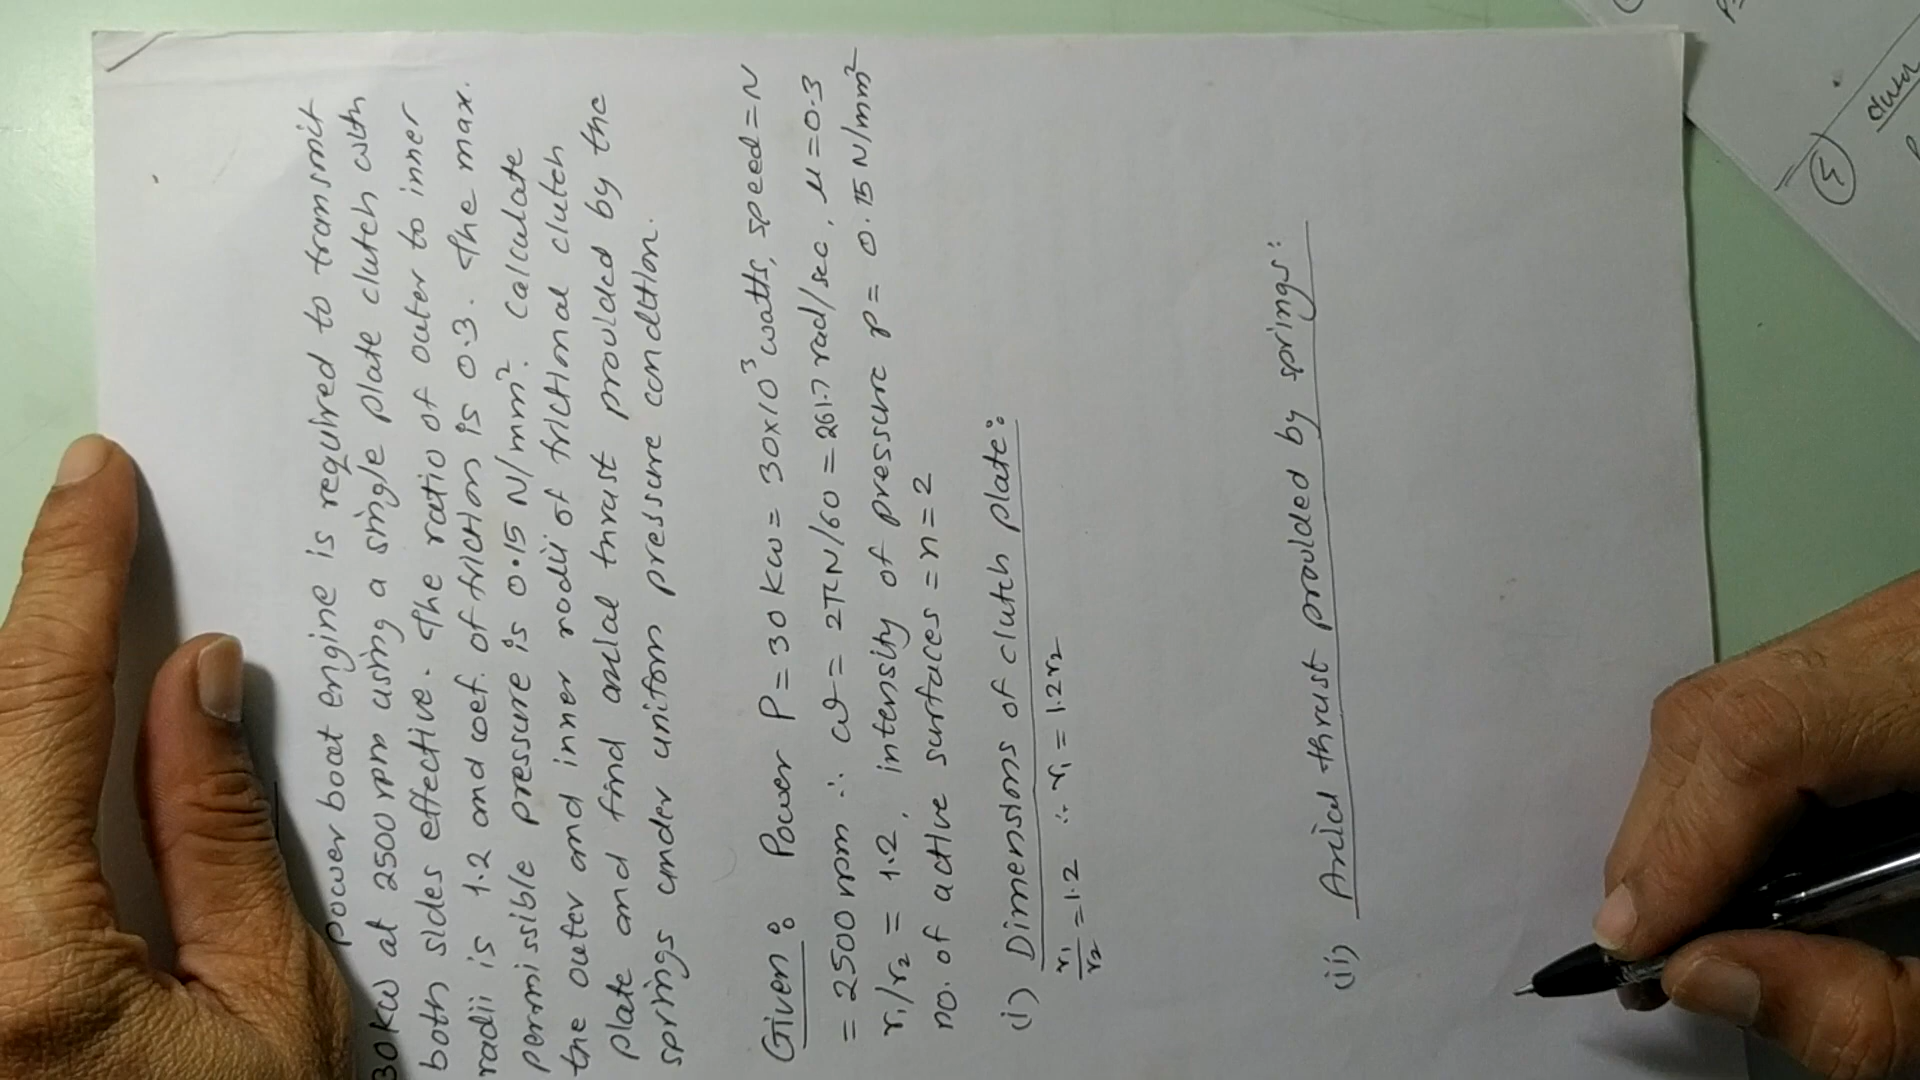 Power boat engine is required to transmit
30 kW at 2500 rpm using a single plate clutch with
both sides effective. The ratio of outer to inner
radii is 1.2 and coef. of friction is 0.3. The max.
permissible pressure is 0.15 N/mm². Calculate
the outer and inner radii of frictional clutch
plate and find axial thrust provided by the
springs under uniform pressure condition.
Given: Power P = 30 kW = 30×10³ watts, speed = N
= 2500 rpm ∴ ω = 2πN/60 = 261.7 rad/sec, μ = 0.3
r₁/r₂ = 1.2, intensity of pressure p = 0.15 N/mm²
no. of active surfaces = n = 2
(i) Dimensions of clutch plate:
r₁/r₂ = 1.2 ∴ r₁ = 1.2 r₂
(ii) Axial thrust provided by springs: